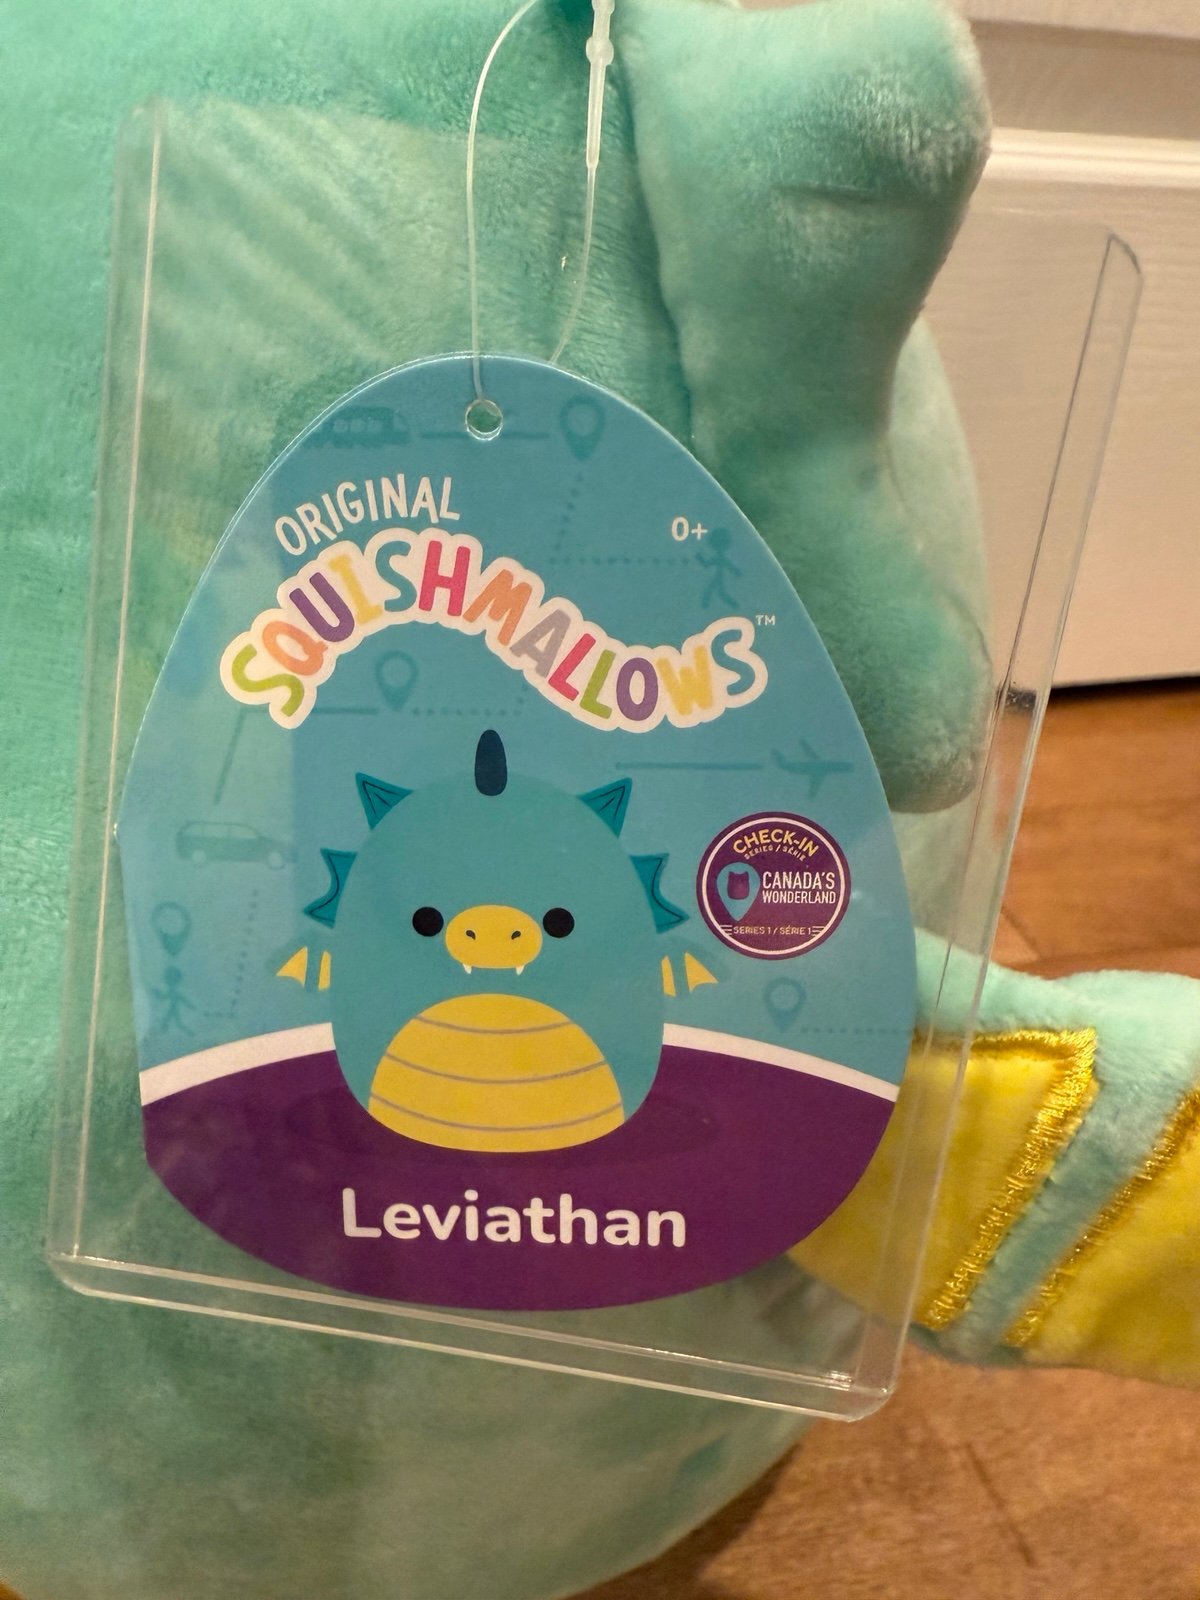 ORIGINAL
0+
SQUISHMALLOWS™
CHECK-IN
SERIES / SÉRIE
CANADA'S
WONDERLAND
SERIES 1 / SÉRIE 1
Leviathan